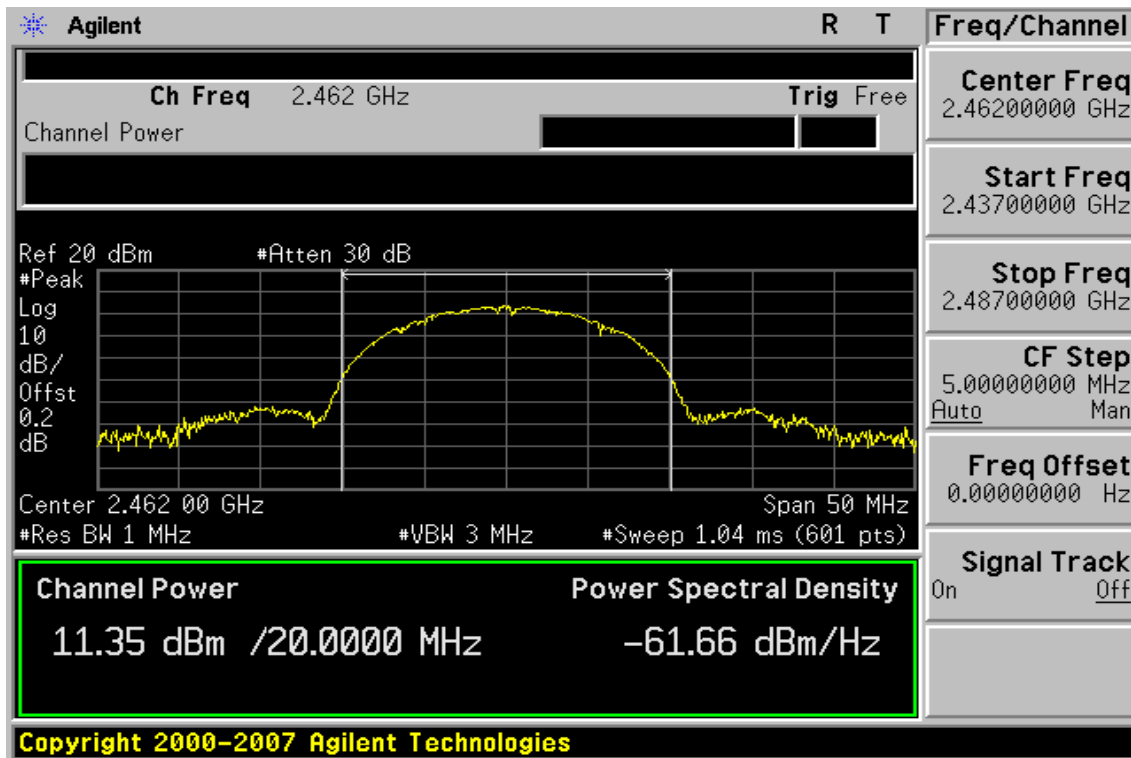 Agilent R T
Ch Freq 2.462 GHz Trig Free
Channel Power
Ref 20 dBm #Atten 30 dB
#Peak
Log
10
dB/
Offst
0.2
dB
Center 2.462 00 GHz Span 50 MHz
#Res BW 1 MHz #VBW 3 MHz #Sweep 1.04 ms (601 pts)
Channel Power Power Spectral Density
11.35 dBm /20.0000 MHz -61.66 dBm/Hz
Copyright 2000-2007 Agilent Technologies
Freq/Channel
Center Freq
2.46200000 GHz
Start Freq
2.43700000 GHz
Stop Freq
2.48700000 GHz
CF Step
5.00000000 MHz
Auto Man
Freq Offset
0.00000000 Hz
Signal Track
On Off